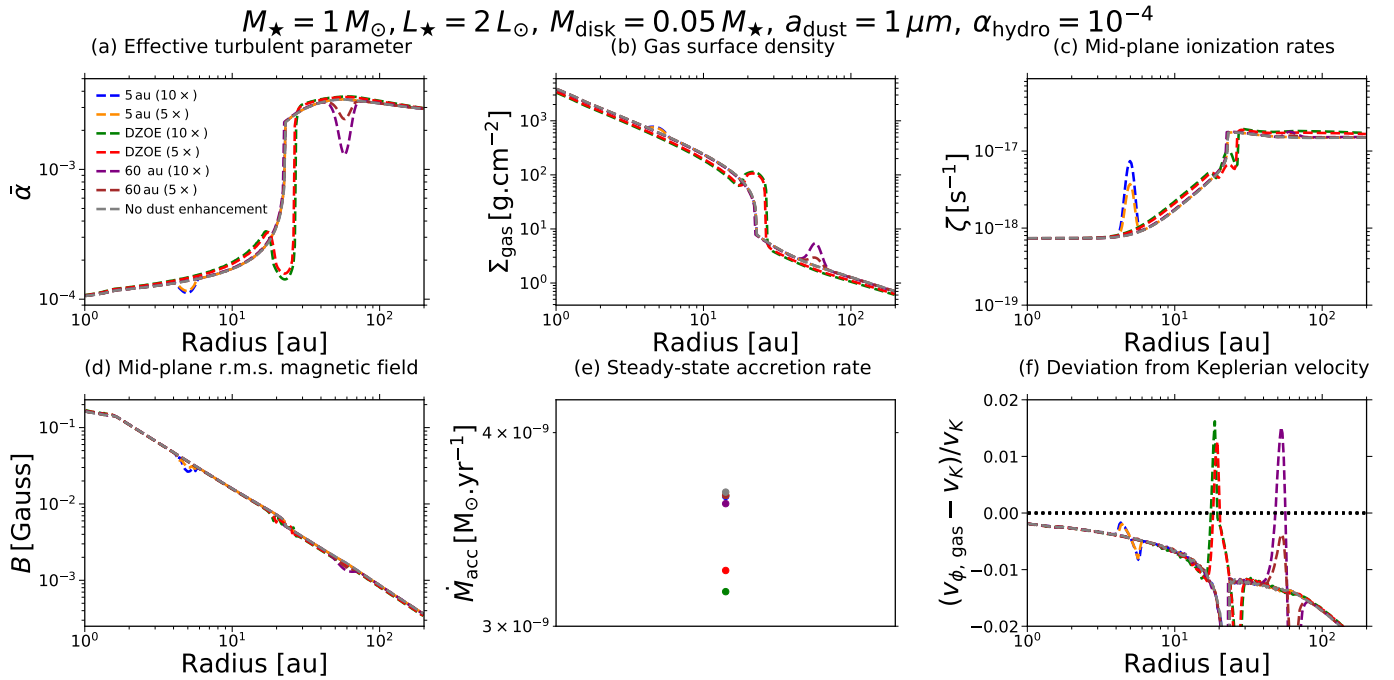 M★ = 1 M⊙, L★ = 2 L⊙, Mdisk = 0.05 M★, adust = 1 μm, αhydro = 10⁻⁴
(a) Effective turbulent parameter
(b) Gas surface density
(c) Mid-plane ionization rates
5 au (10 ×)
5 au (5 ×)
DZOE (10 ×)
DZOE (5 ×)
60 au (10 ×)
60 au (5 ×)
No dust enhancement
ᾱ
10⁻³
10⁻⁴
10⁰ 10¹ 10²
Radius [au]
Σgas [g.cm⁻²]
10³
10²
10¹
10⁰
10⁰ 10¹ 10²
Radius [au]
ζ [s⁻¹]
10⁻¹⁷
10⁻¹⁸
10⁻¹⁹
10⁰ 10¹ 10²
Radius [au]
(d) Mid-plane r.m.s. magnetic field
(e) Steady-state accretion rate
(f) Deviation from Keplerian velocity
B [Gauss]
10⁻¹
10⁻²
10⁻³
10⁰ 10¹ 10²
Radius [au]
Ṁacc [M⊙.yr⁻¹]
4 × 10⁻⁹
3 × 10⁻⁹
(vϕ, gas − vK)/vK
0.02
0.01
0.00
−0.01
−0.02
10⁰ 10¹ 10²
Radius [au]